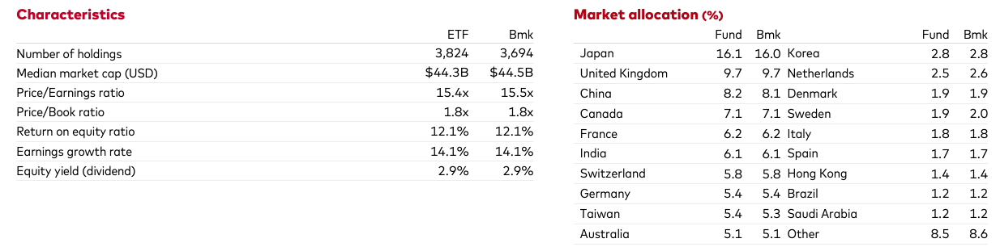 Characteristics
ETF Bmk
Number of holdings 3,824 3,694
Median market cap (USD) $44.3B $44.5B
Price/Earnings ratio 15.4x 15.5x
Price/Book ratio 1.8x 1.8x
Return on equity ratio 12.1% 12.1%
Earnings growth rate 14.1% 14.1%
Equity yield (dividend) 2.9% 2.9%
Market allocation (%)
Fund Bmk Fund Bmk
Japan 16.1 16.0 Korea 2.8 2.8
United Kingdom 9.7 9.7 Netherlands 2.5 2.6
China 8.2 8.1 Denmark 1.9 1.9
Canada 7.1 7.1 Sweden 1.9 2.0
France 6.2 6.2 Italy 1.8 1.8
India 6.1 6.1 Spain 1.7 1.7
Switzerland 5.8 5.8 Hong Kong 1.4 1.4
Germany 5.4 5.4 Brazil 1.2 1.2
Taiwan 5.4 5.3 Saudi Arabia 1.2 1.2
Australia 5.1 5.1 Other 8.5 8.6